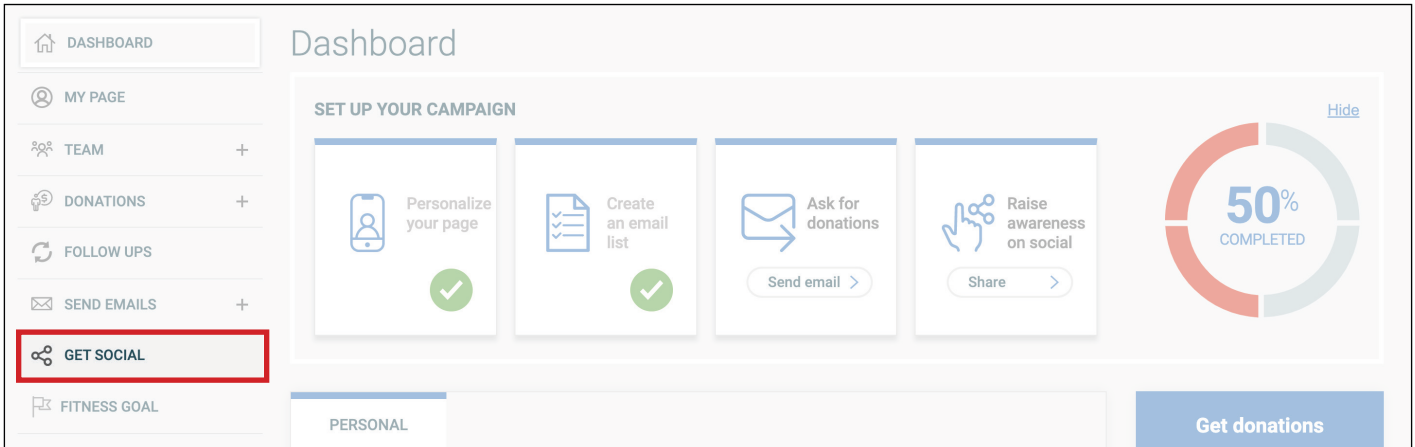 DASHBOARD
MY PAGE
TEAM +
DONATIONS +
FOLLOW UPS
SEND EMAILS +
GET SOCIAL
FITNESS GOAL
Dashboard
SET UP YOUR CAMPAIGN
Hide
Personalize
your page
Create
an email
list
Ask for
donations
Send email >
Raise
awareness
on social
Share >
50%
COMPLETED
PERSONAL
Get donations